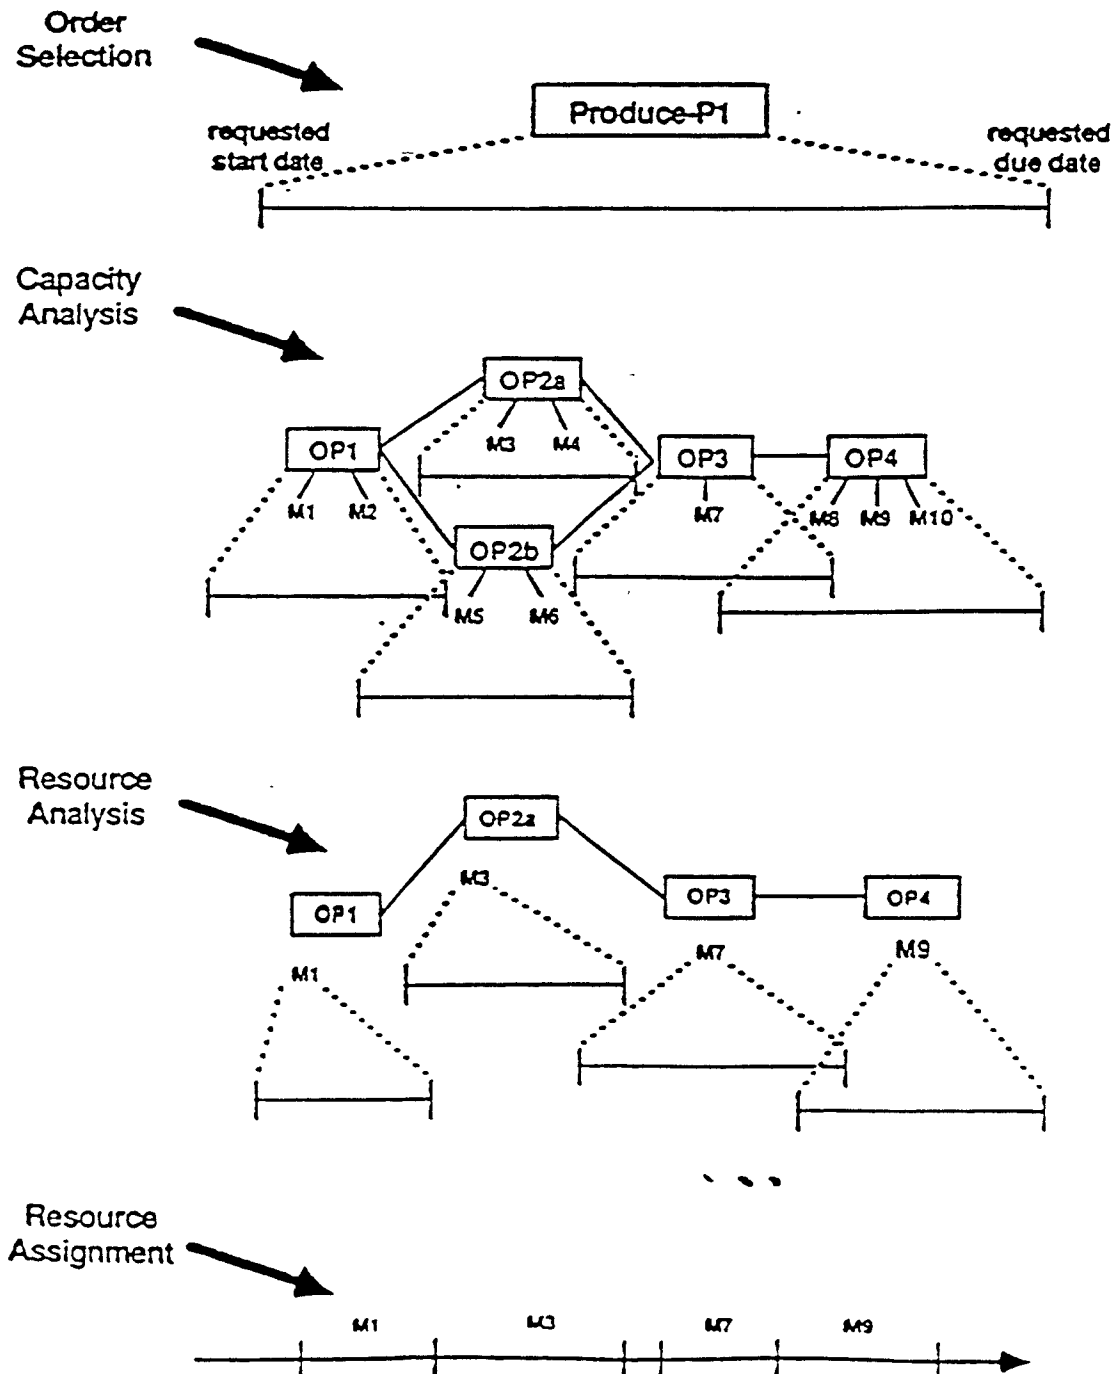 Order
Selection
Produce-P1
requested
start date
requested
due date
Capacity
Analysis
OP2a
M3 M4
OP1
M1 M2
OP3
M7
OP4
M8 M9 M10
OP2b
M5 M6
Resource
Analysis
OP2a
M3
OP1
M1
OP3
M7
OP4
M9
Resource
Assignment
M1 M3 M7 M9